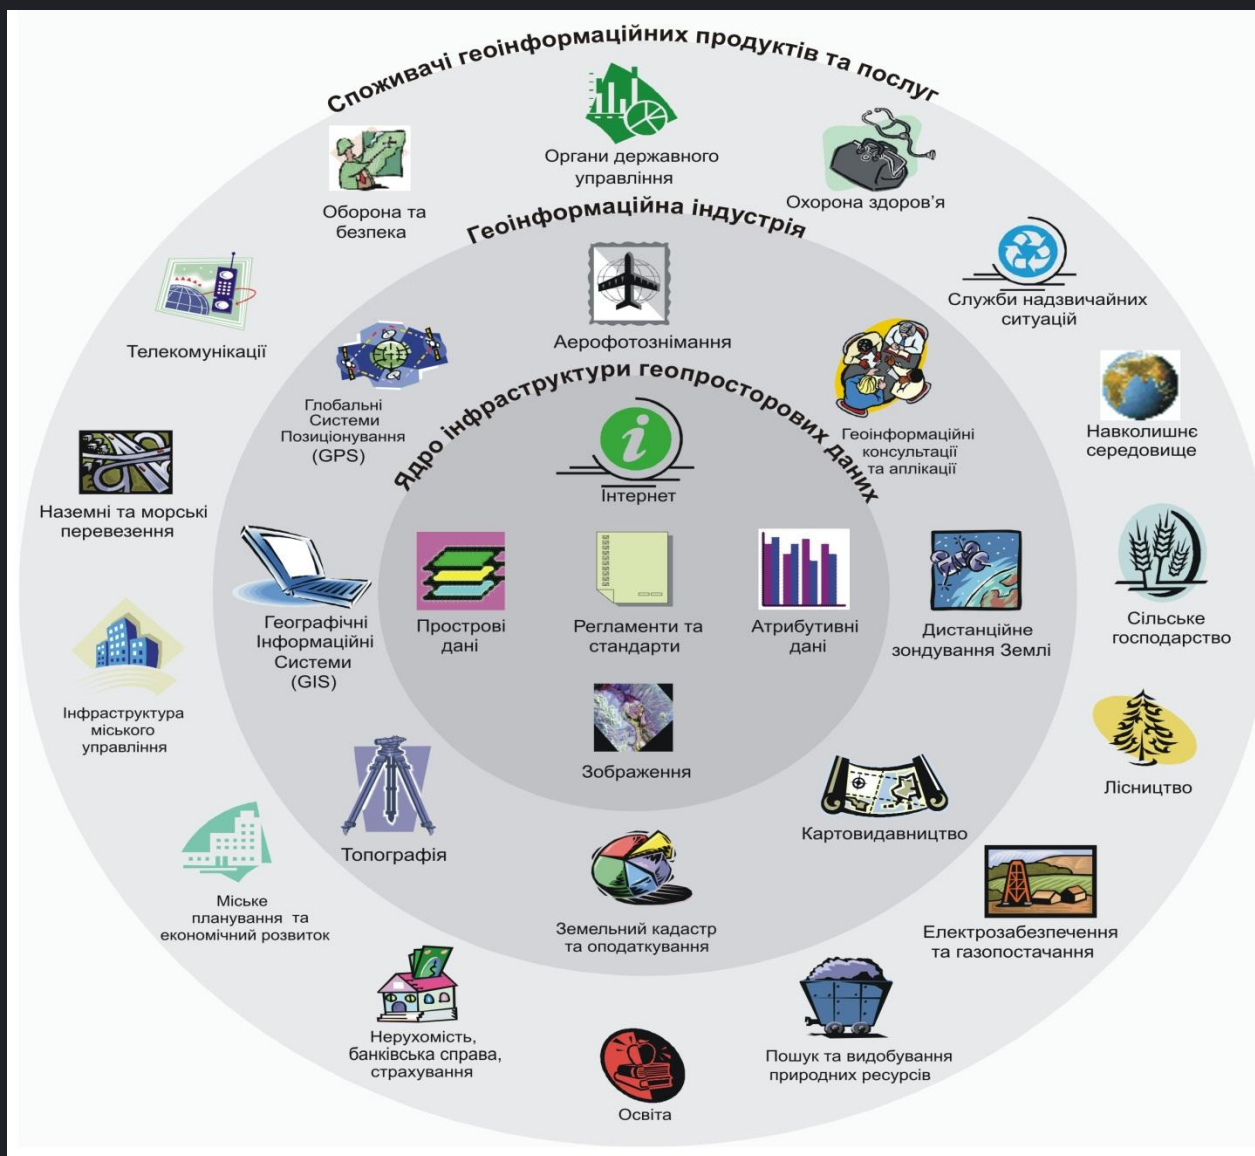 Споживачі геоінформаційних продуктів та послуг
Органи державного
управління
Оборона та
безпека
Охорона здоров'я
Геоінформаційна індустрія
Служби надзвичайних
ситуацій
Телекомунікації
Аерофотознімання
Глобальні
Системи
Позиціонування
(GPS)
Ядро інфраструктури геопросторових даних
Геоінформаційні
консультації
та аплікації
Навколишнє
середовище
Інтернет
Наземні та морські
перевезення
Географічні
Інформаційні
Системи
(GIS)
Прострові
дані
Регламенти та
стандарти
Атрибутивні
дані
Дистанційне
зондування Землі
Сільське
господарство
Інфраструктура
міського
управління
Зображення
Лісництво
Топографія
Картовидавництво
Міське
планування та
економічний розвиток
Земельний кадастр
та оподаткування
Електрозабезпечення
та газопостачання
Нерухомість,
банківська справа,
страхування
Пошук та видобування
природних ресурсів
Освіта